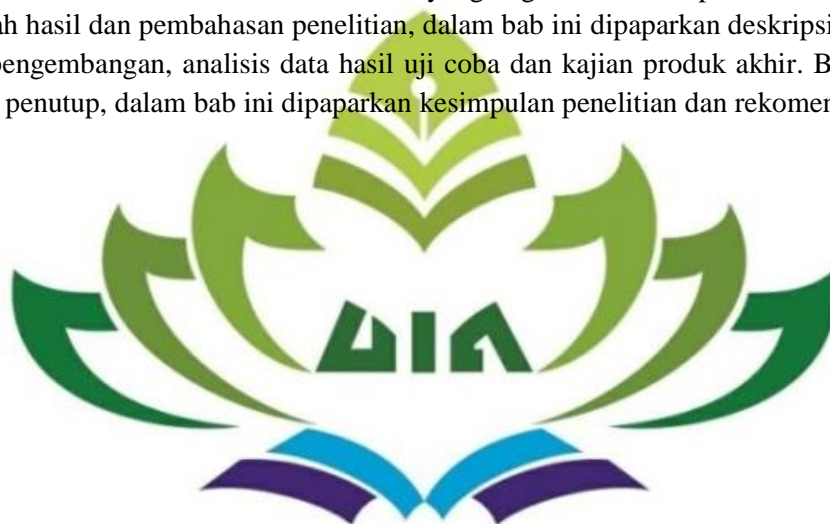 ah hasil dan pembahasan penelitian, dalam bab ini dipaparkan deskripsi
pengembangan, analisis data hasil uji coba dan kajian produk akhir. B
penutup, dalam bab ini dipaparkan kesimpulan penelitian dan rekomen
UIN